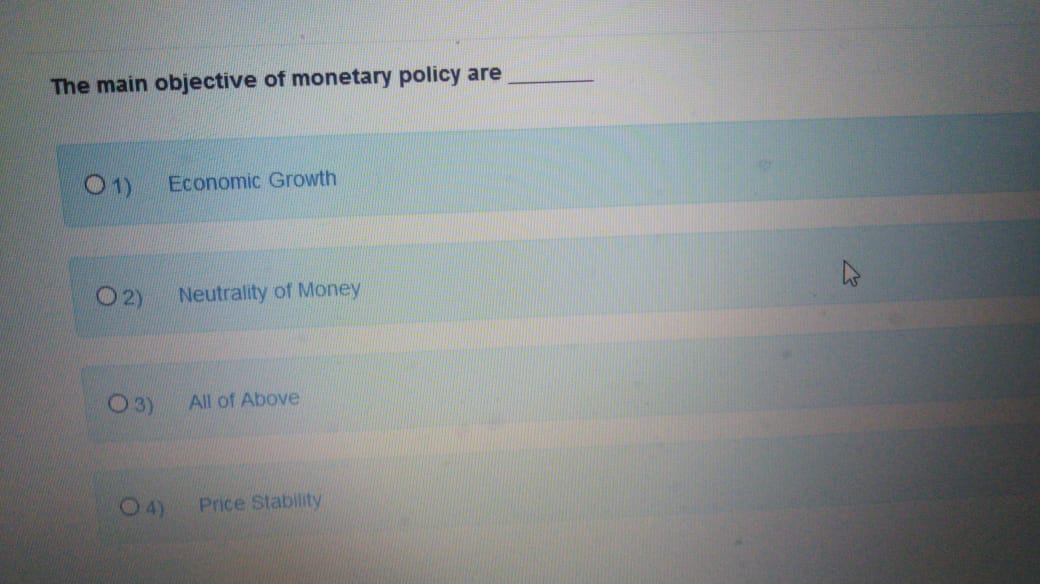 The main objective of monetary policy are ______
1) Economic Growth
2) Neutrality of Money
3) All of Above
4) Price Stability